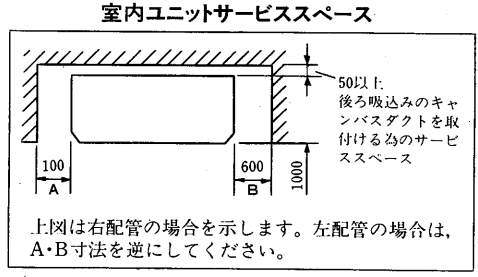 室内ユニットサービススペース
50以上
後ろ吸込みのキャ
ンバスダクトを取
付ける為のサービ
ススペース
100
A
600
B
1000
上図は右配管の場合を示します。左配管の場合は,
A・B寸法を逆にしてください。